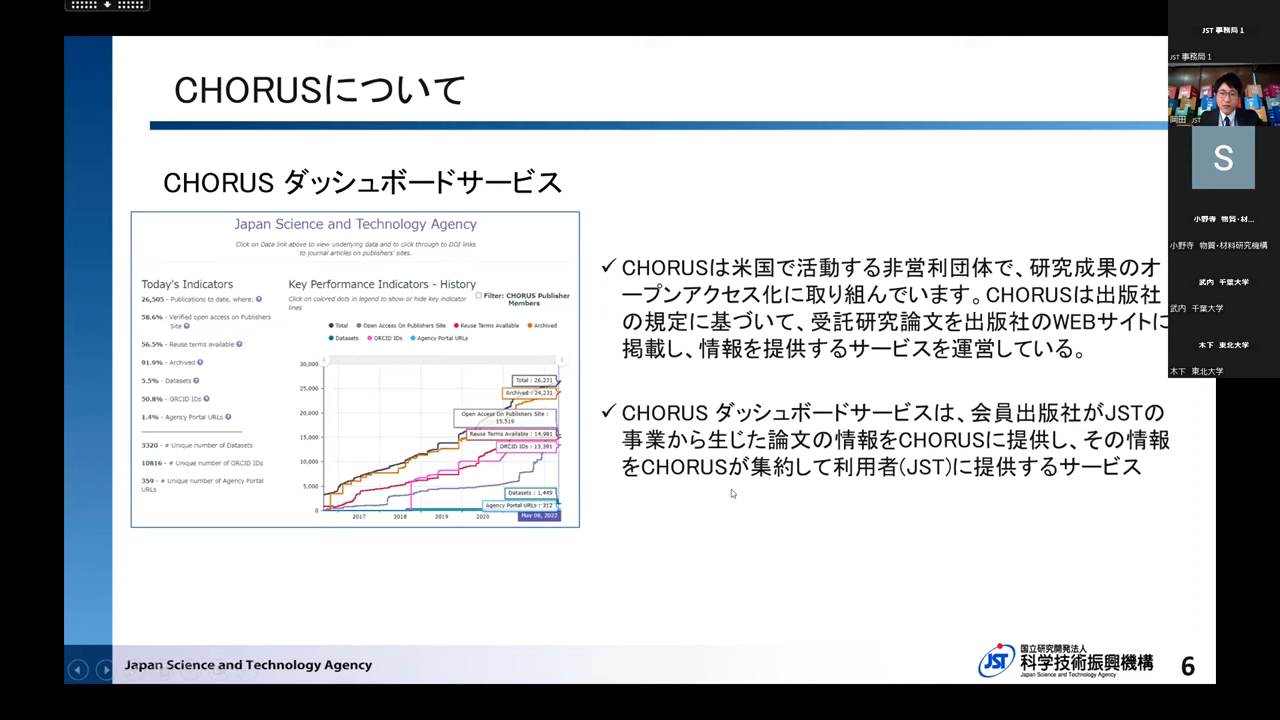 CHORUSについて
CHORUS ダッシュボードサービス
Japan Science and Technology Agency
Click on Data link above to view underlying data and to click through to DOI links
to journal articles on publishers' sites.
Today's Indicators
26,505 - Publications to date, where:
58.6% - Verified open access on Publishers
Site
56.5% - Reuse terms available
91.9% - Archived
5.5% - Datasets
50.8% - ORCID IDs
1.4% - Agency Portal URLs
3320 - # Unique number of Datasets
10816 - # Unique number of ORCID IDs
359 - # Unique number of Agency Portal
URLs
Key Performance Indicators - History
Click on colored dots in legend to show or hide key indicator
lines
Filter: CHORUS Publisher
Members
Total
Open Access On Publishers Site
Reuse Terms Available
Archived
Datasets
ORCID IDs
Agency Portal URLs
30,000
25,000
20,000
15,000
10,000
5,000
0
Total : 26,231
Archived : 24,231
Open Access On Publishers Site :
15,519
Reuse Terms Available : 14,981
ORCID IDs : 13,391
Datasets : 1,449
Agency Portal URLs : 312
2017
2018
2019
2020
May 08, 2022
✓ CHORUSは米国で活動する非営利団体で、研究成果のオ
ープンアクセス化に取り組んでいます。CHORUSは出版社
の規定に基づいて、受託研究論文を出版社のWEBサイトに
掲載し、情報を提供するサービスを運営している。
✓ CHORUS ダッシュボードサービスは、会員出版社がJSTの
事業から生じた論文の情報をCHORUSに提供し、その情報
をCHORUSが集約して利用者(JST)に提供するサービス
Japan Science and Technology Agency
JST
国立研究開発法人
科学技術振興機構
Japan Science and Technology Agency
6
JST 事務局 1
JST 事務局 1
岡田 JST
S
小野寺 物質・材...
小野寺 物質・材料研究機構
武内 千葉大学
武内 千葉大学
木下 東北大学
木下 東北大学